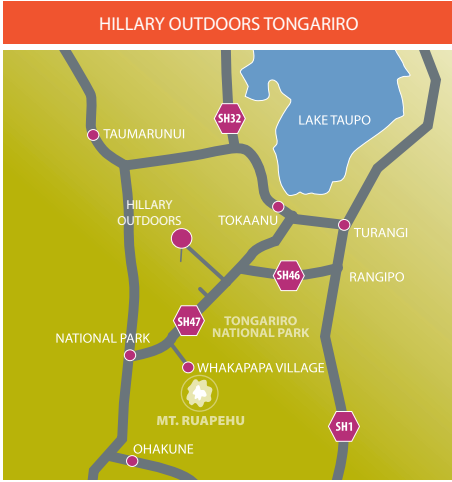 HILLARY OUTDOORS TONGARIRO
SH32
LAKE TAUPO
TAUMARUNUI
HILLARY
OUTDOORS
TOKAANU
TURANGI
SH46
RANGIPO
SH47
TONGARIRO
NATIONAL PARK
NATIONAL PARK
WHAKAPAPA VILLAGE
MT. RUAPEHU
SH1
OHAKUNE